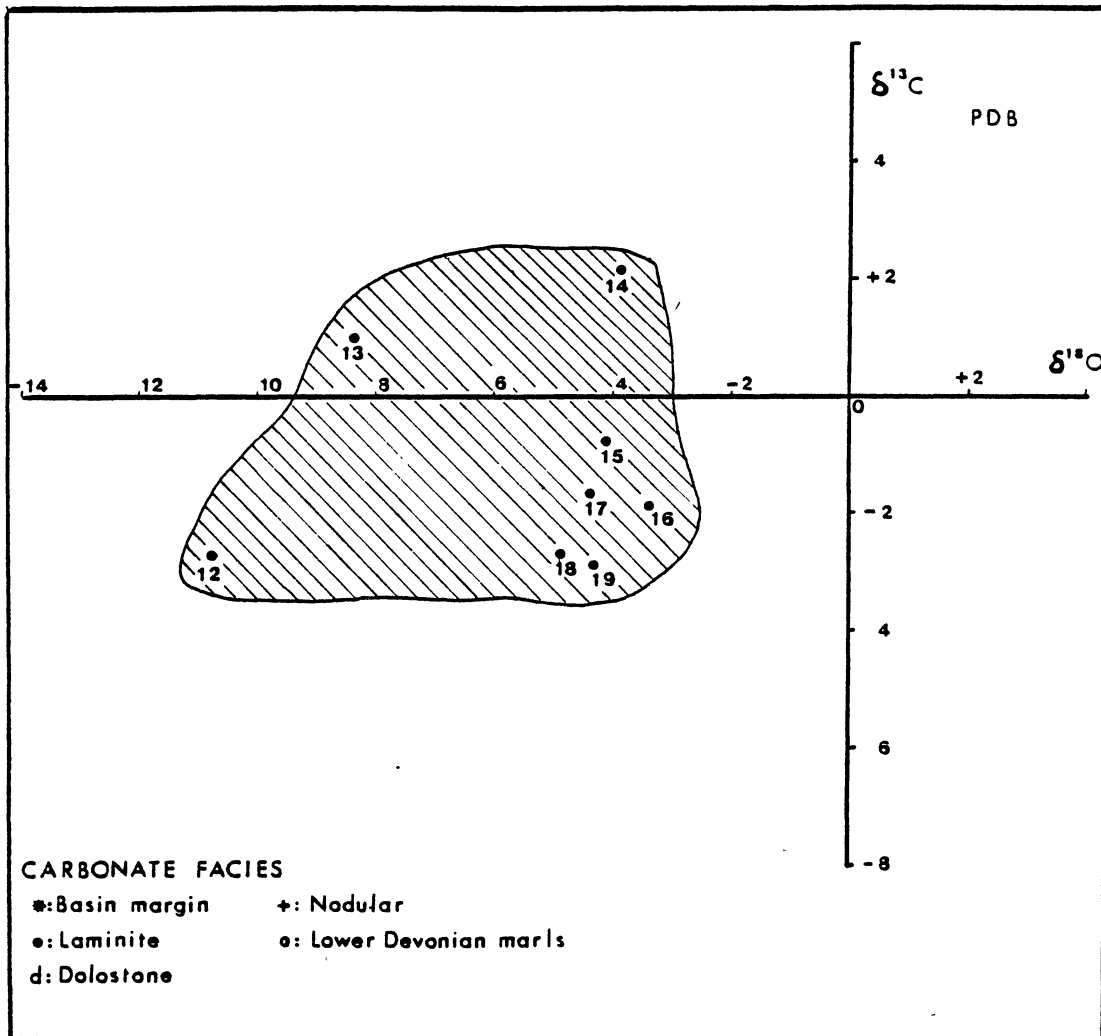 δ¹³C
PDB
4
+2
14
13
δ¹⁸O
-14 12 10 8 6 4 -2 0 +2
15
17
16
-2
12
18
19
4
6
-8
CARBONATE FACIES
*:Basin margin +: Nodular
●:Laminite o: Lower Devonian marls
d: Dolostone